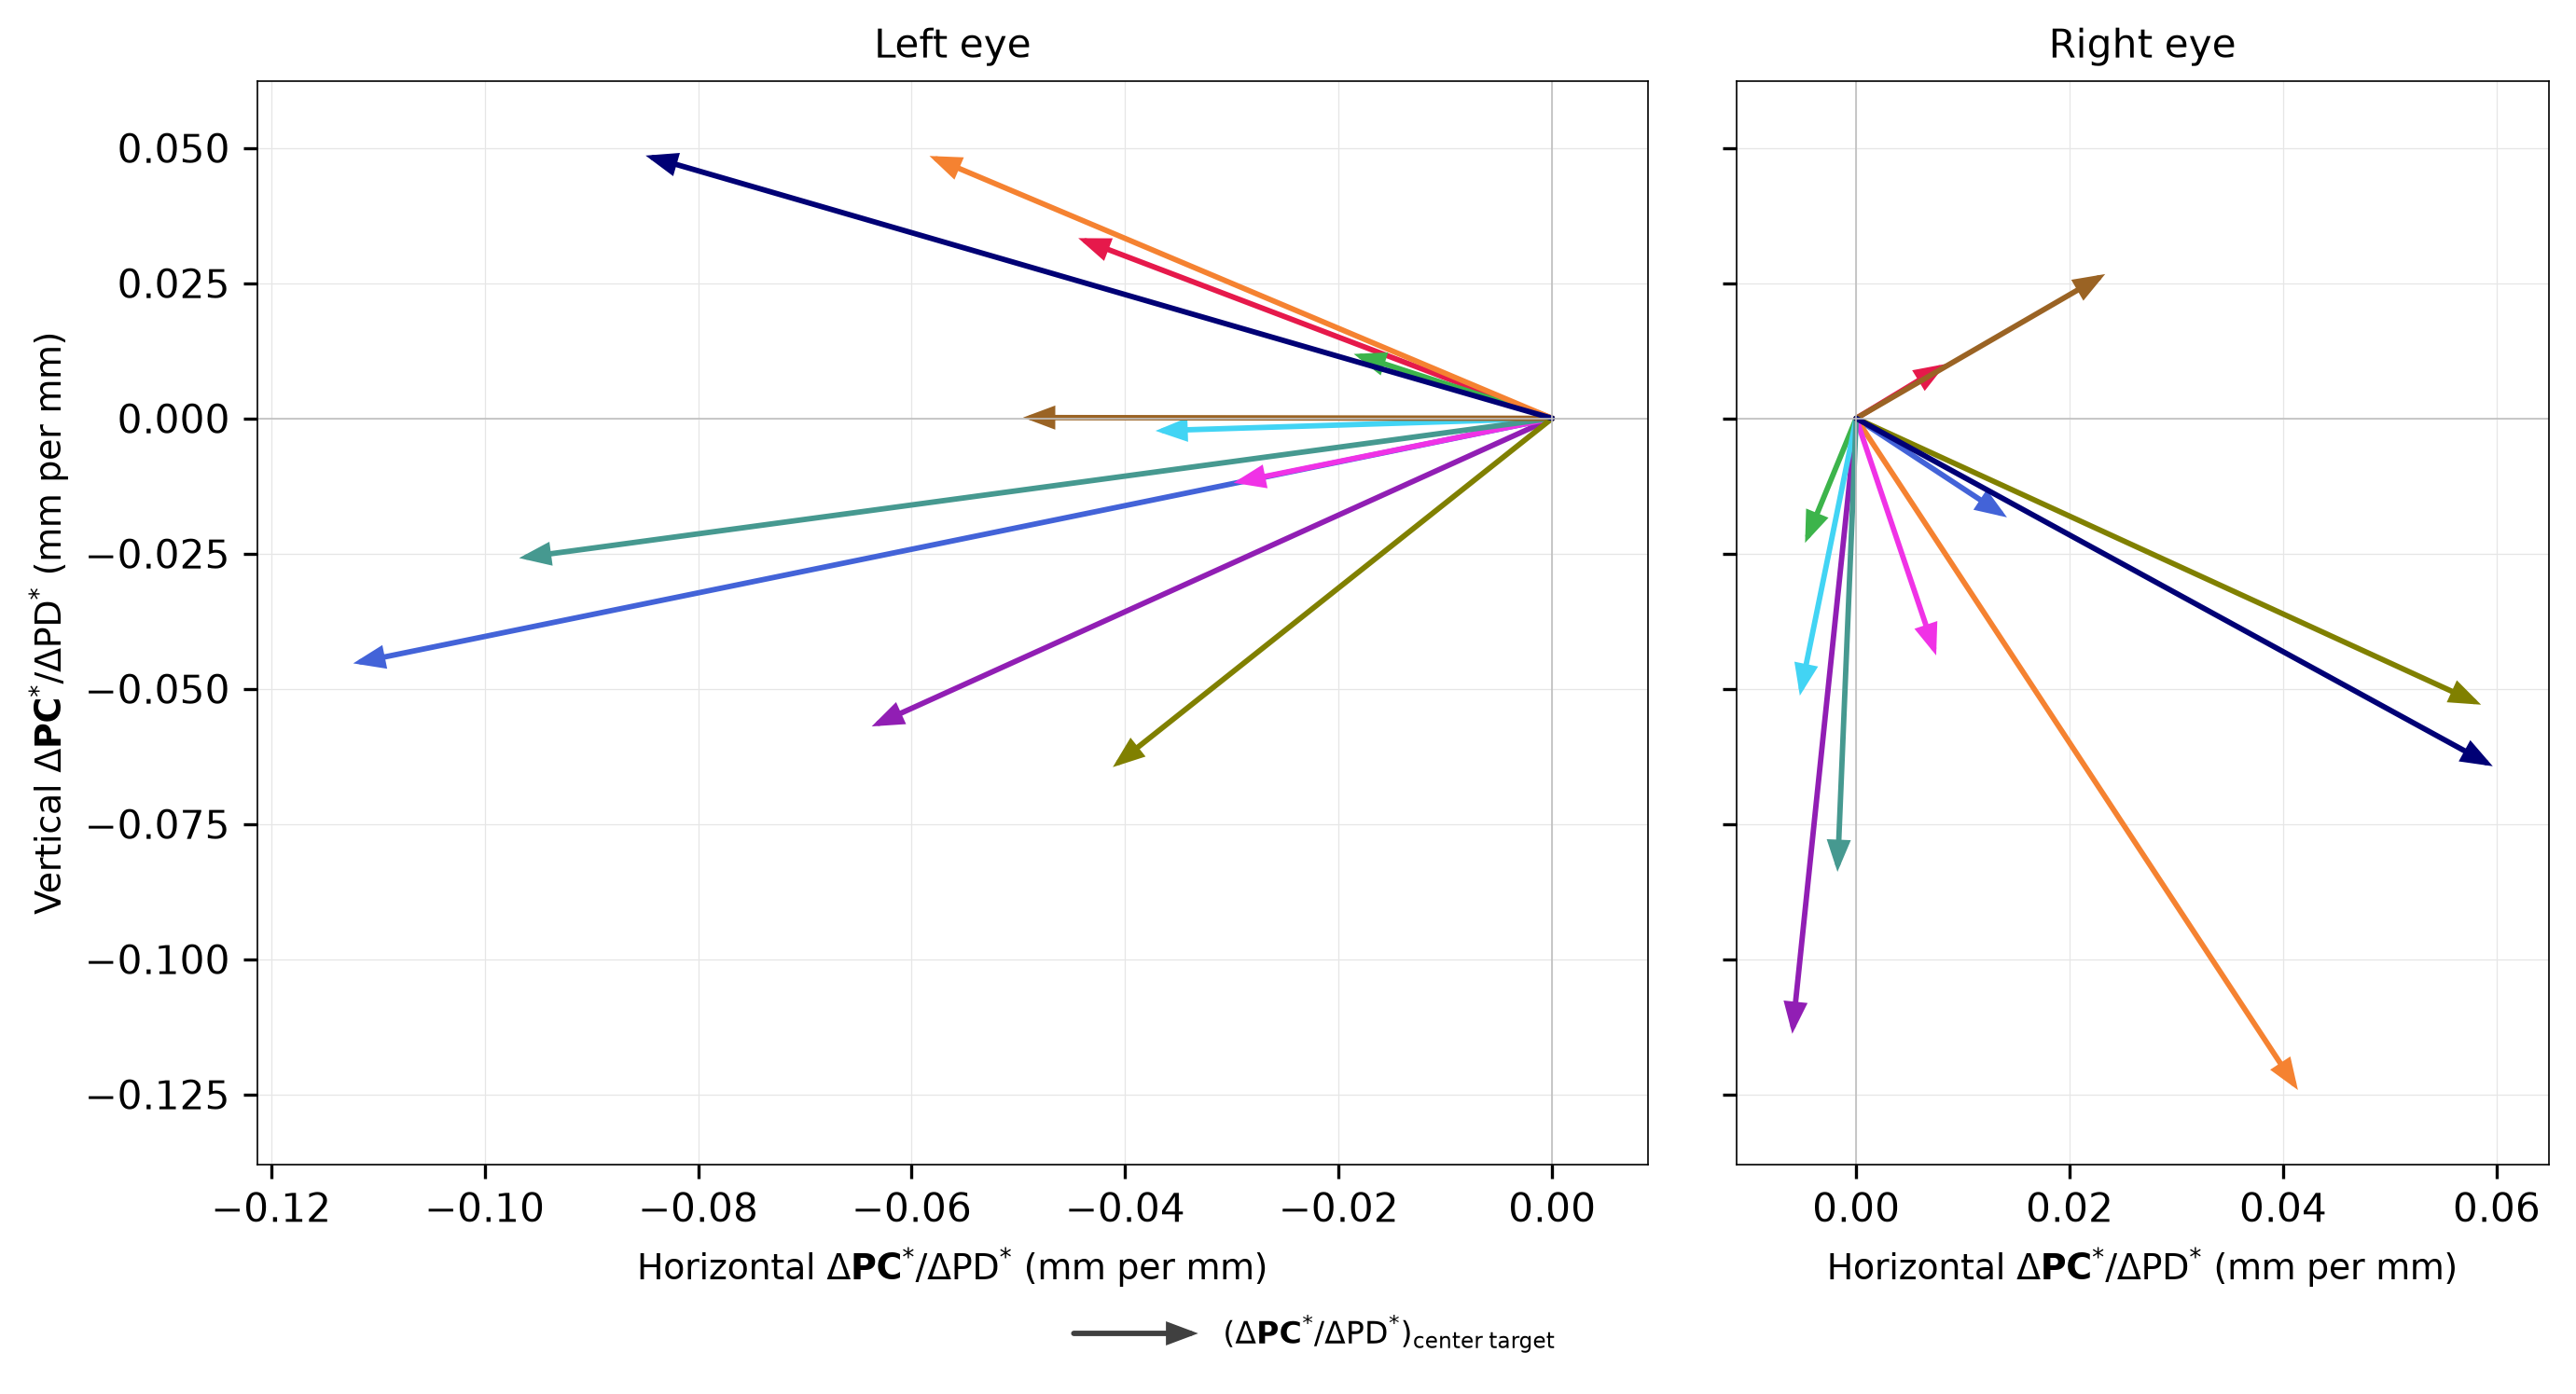 Left eye
Right eye
Vertical Δ𝐏𝐂*/ΔPD* (mm per mm)
0.050
0.025
0.000
−0.025
−0.050
−0.075
−0.100
−0.125
−0.12 −0.10 −0.08 −0.06 −0.04 −0.02 0.00
0.00 0.02 0.04 0.06
Horizontal ΔPC*/ΔPD* (mm per mm)
Horizontal ΔPC*/ΔPD* (mm per mm)
(ΔPC*/ΔPD*)center target